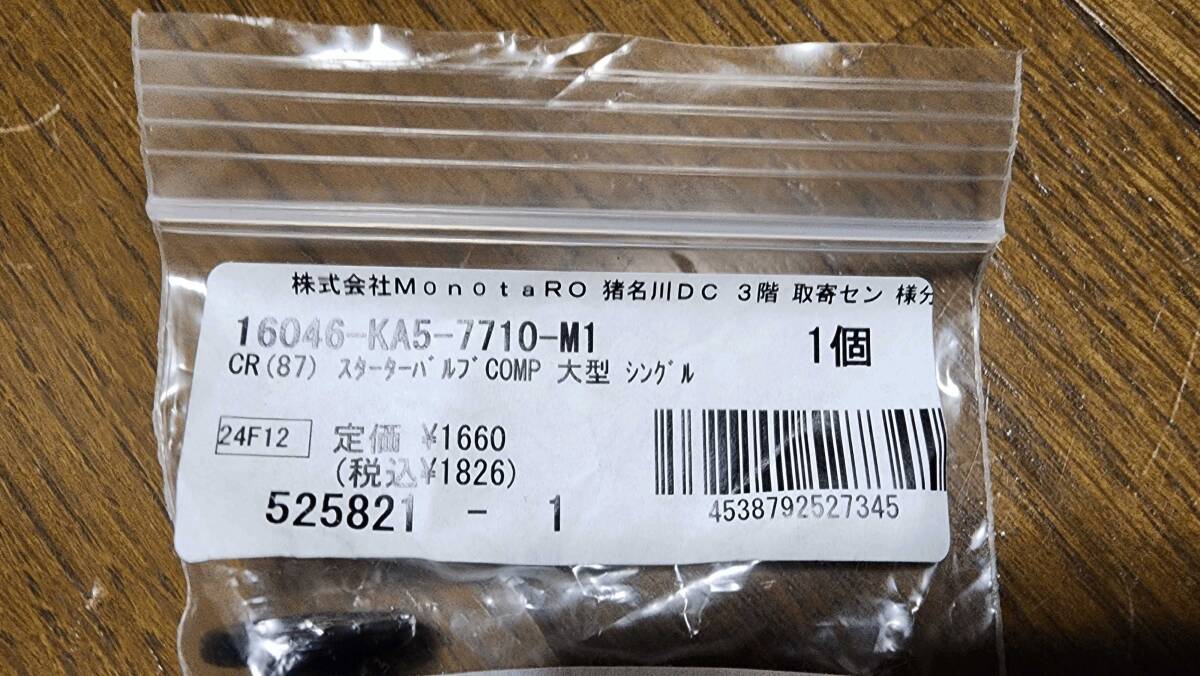 株式会社ＭｏｎｏｔａＲＯ 猪名川ＤＣ ３階 取寄セン 様分
16046-KA5-7710-M1
1個
CR(87) ｽﾀｰﾀｰﾊﾞﾙﾌﾞCOMP 大型 ｼﾝｸﾞﾙ
24F12 定価 ¥1660
(税込¥1826)
525821 - 1
4538792527345